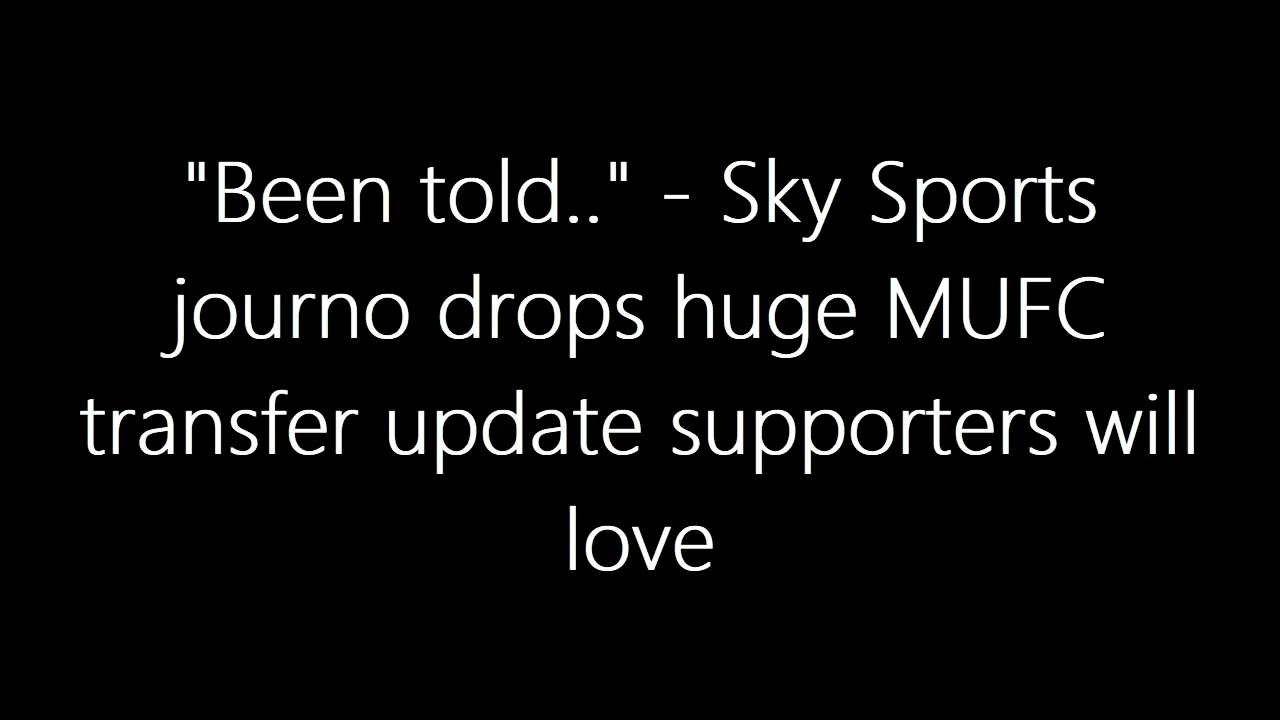 "Been told.." - Sky Sports
journo drops huge MUFC
transfer update supporters will
love